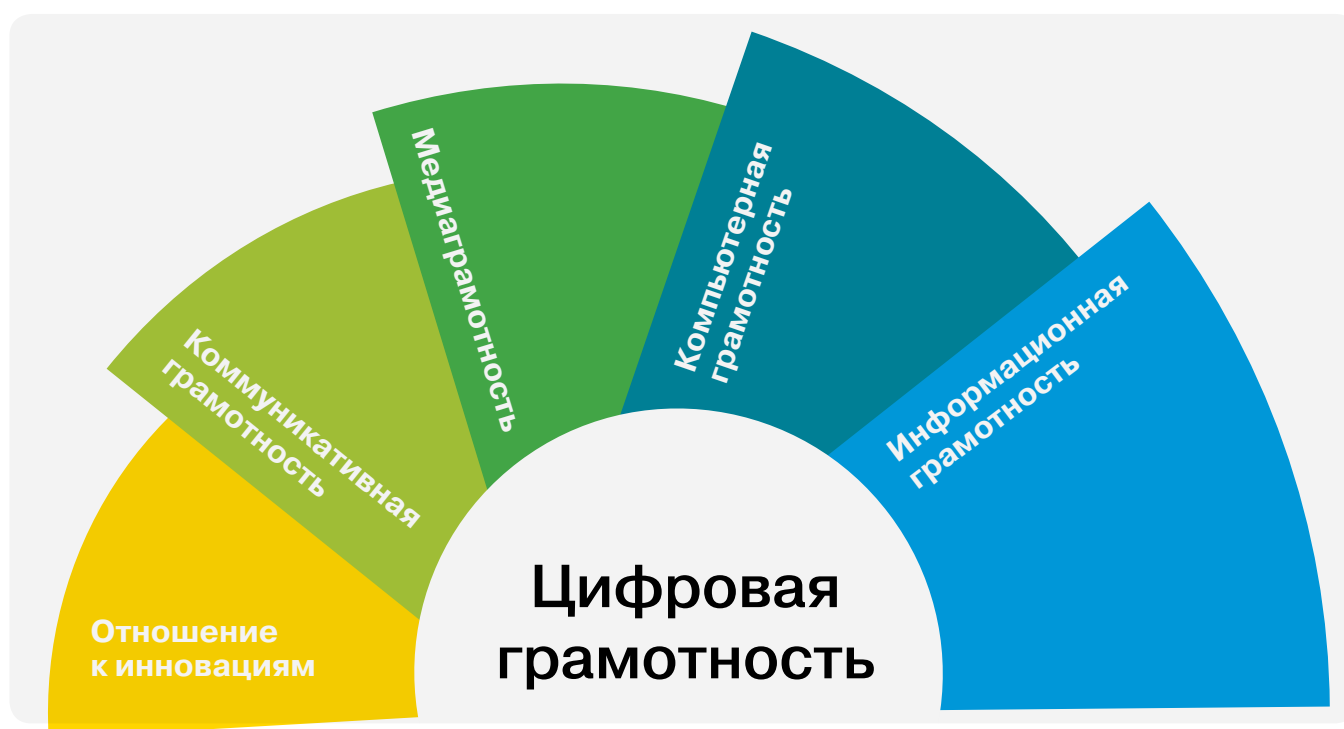 Отношение
к инновациям
Коммуникативная
грамотность
Медиаграмотность
Компьютерная
грамотность
Информационная
грамотность
Цифровая
грамотность